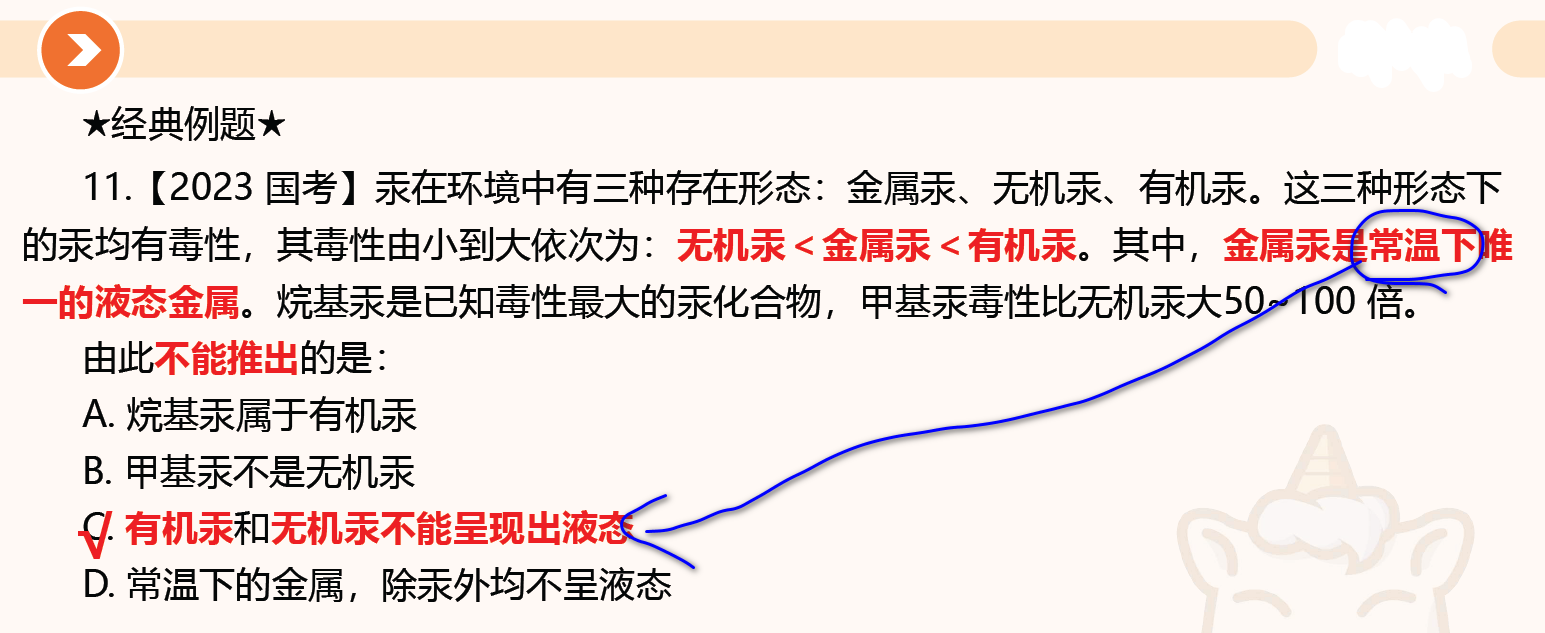 ★经典例题★
11.【2023 国考】汞在环境中有三种存在形态：金属汞、无机汞、有机汞。这三种形态下
的汞均有毒性，其毒性由小到大依次为：无机汞＜金属汞＜有机汞。其中，金属汞是常温下唯
一的液态金属。烷基汞是已知毒性最大的汞化合物，甲基汞毒性比无机汞大50~100 倍。
由此不能推出的是：
A. 烷基汞属于有机汞
B. 甲基汞不是无机汞
C. 有机汞和无机汞不能呈现出液态
D. 常温下的金属，除汞外均不呈液态